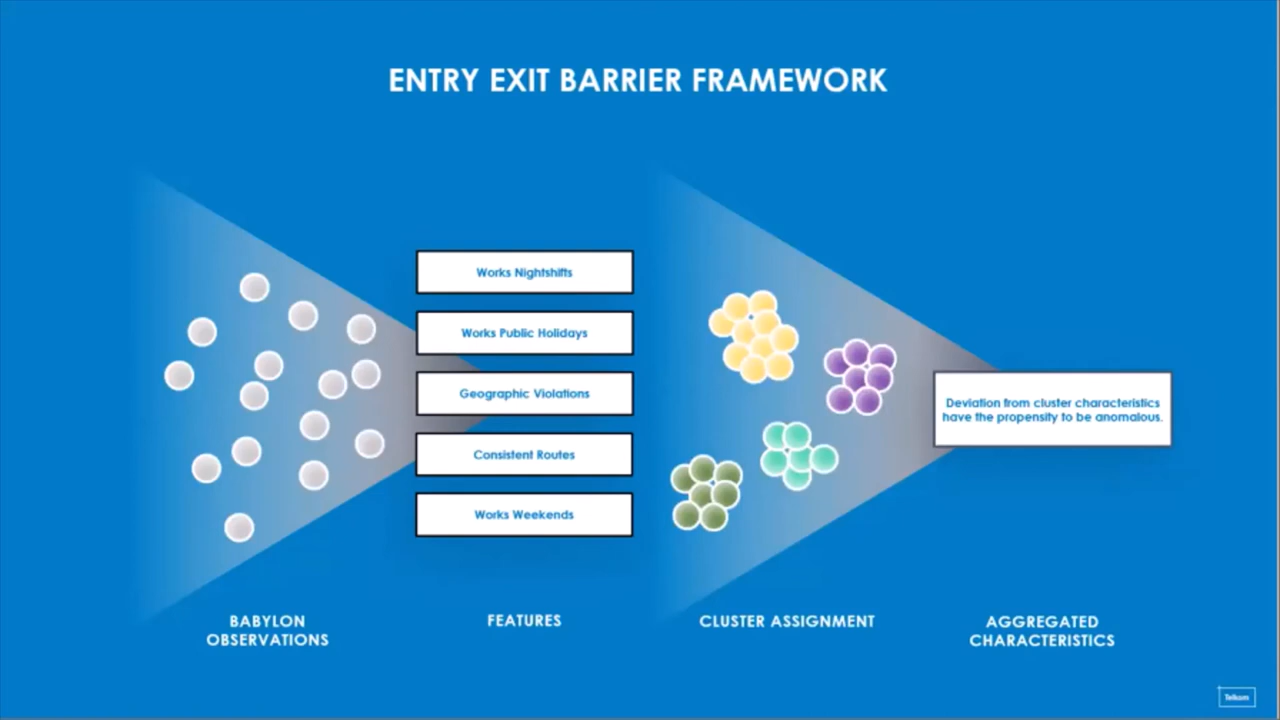 ENTRY EXIT BARRIER FRAMEWORK
Works Nightshifts
Works Public Holidays
Geographic Violations
Consistent Routes
Works Weekends
Deviation from cluster characteristics
have the propensity to be anomalous.
BABYLON
OBSERVATIONS
FEATURES
CLUSTER ASSIGNMENT
AGGREGATED
CHARACTERISTICS
Telkom